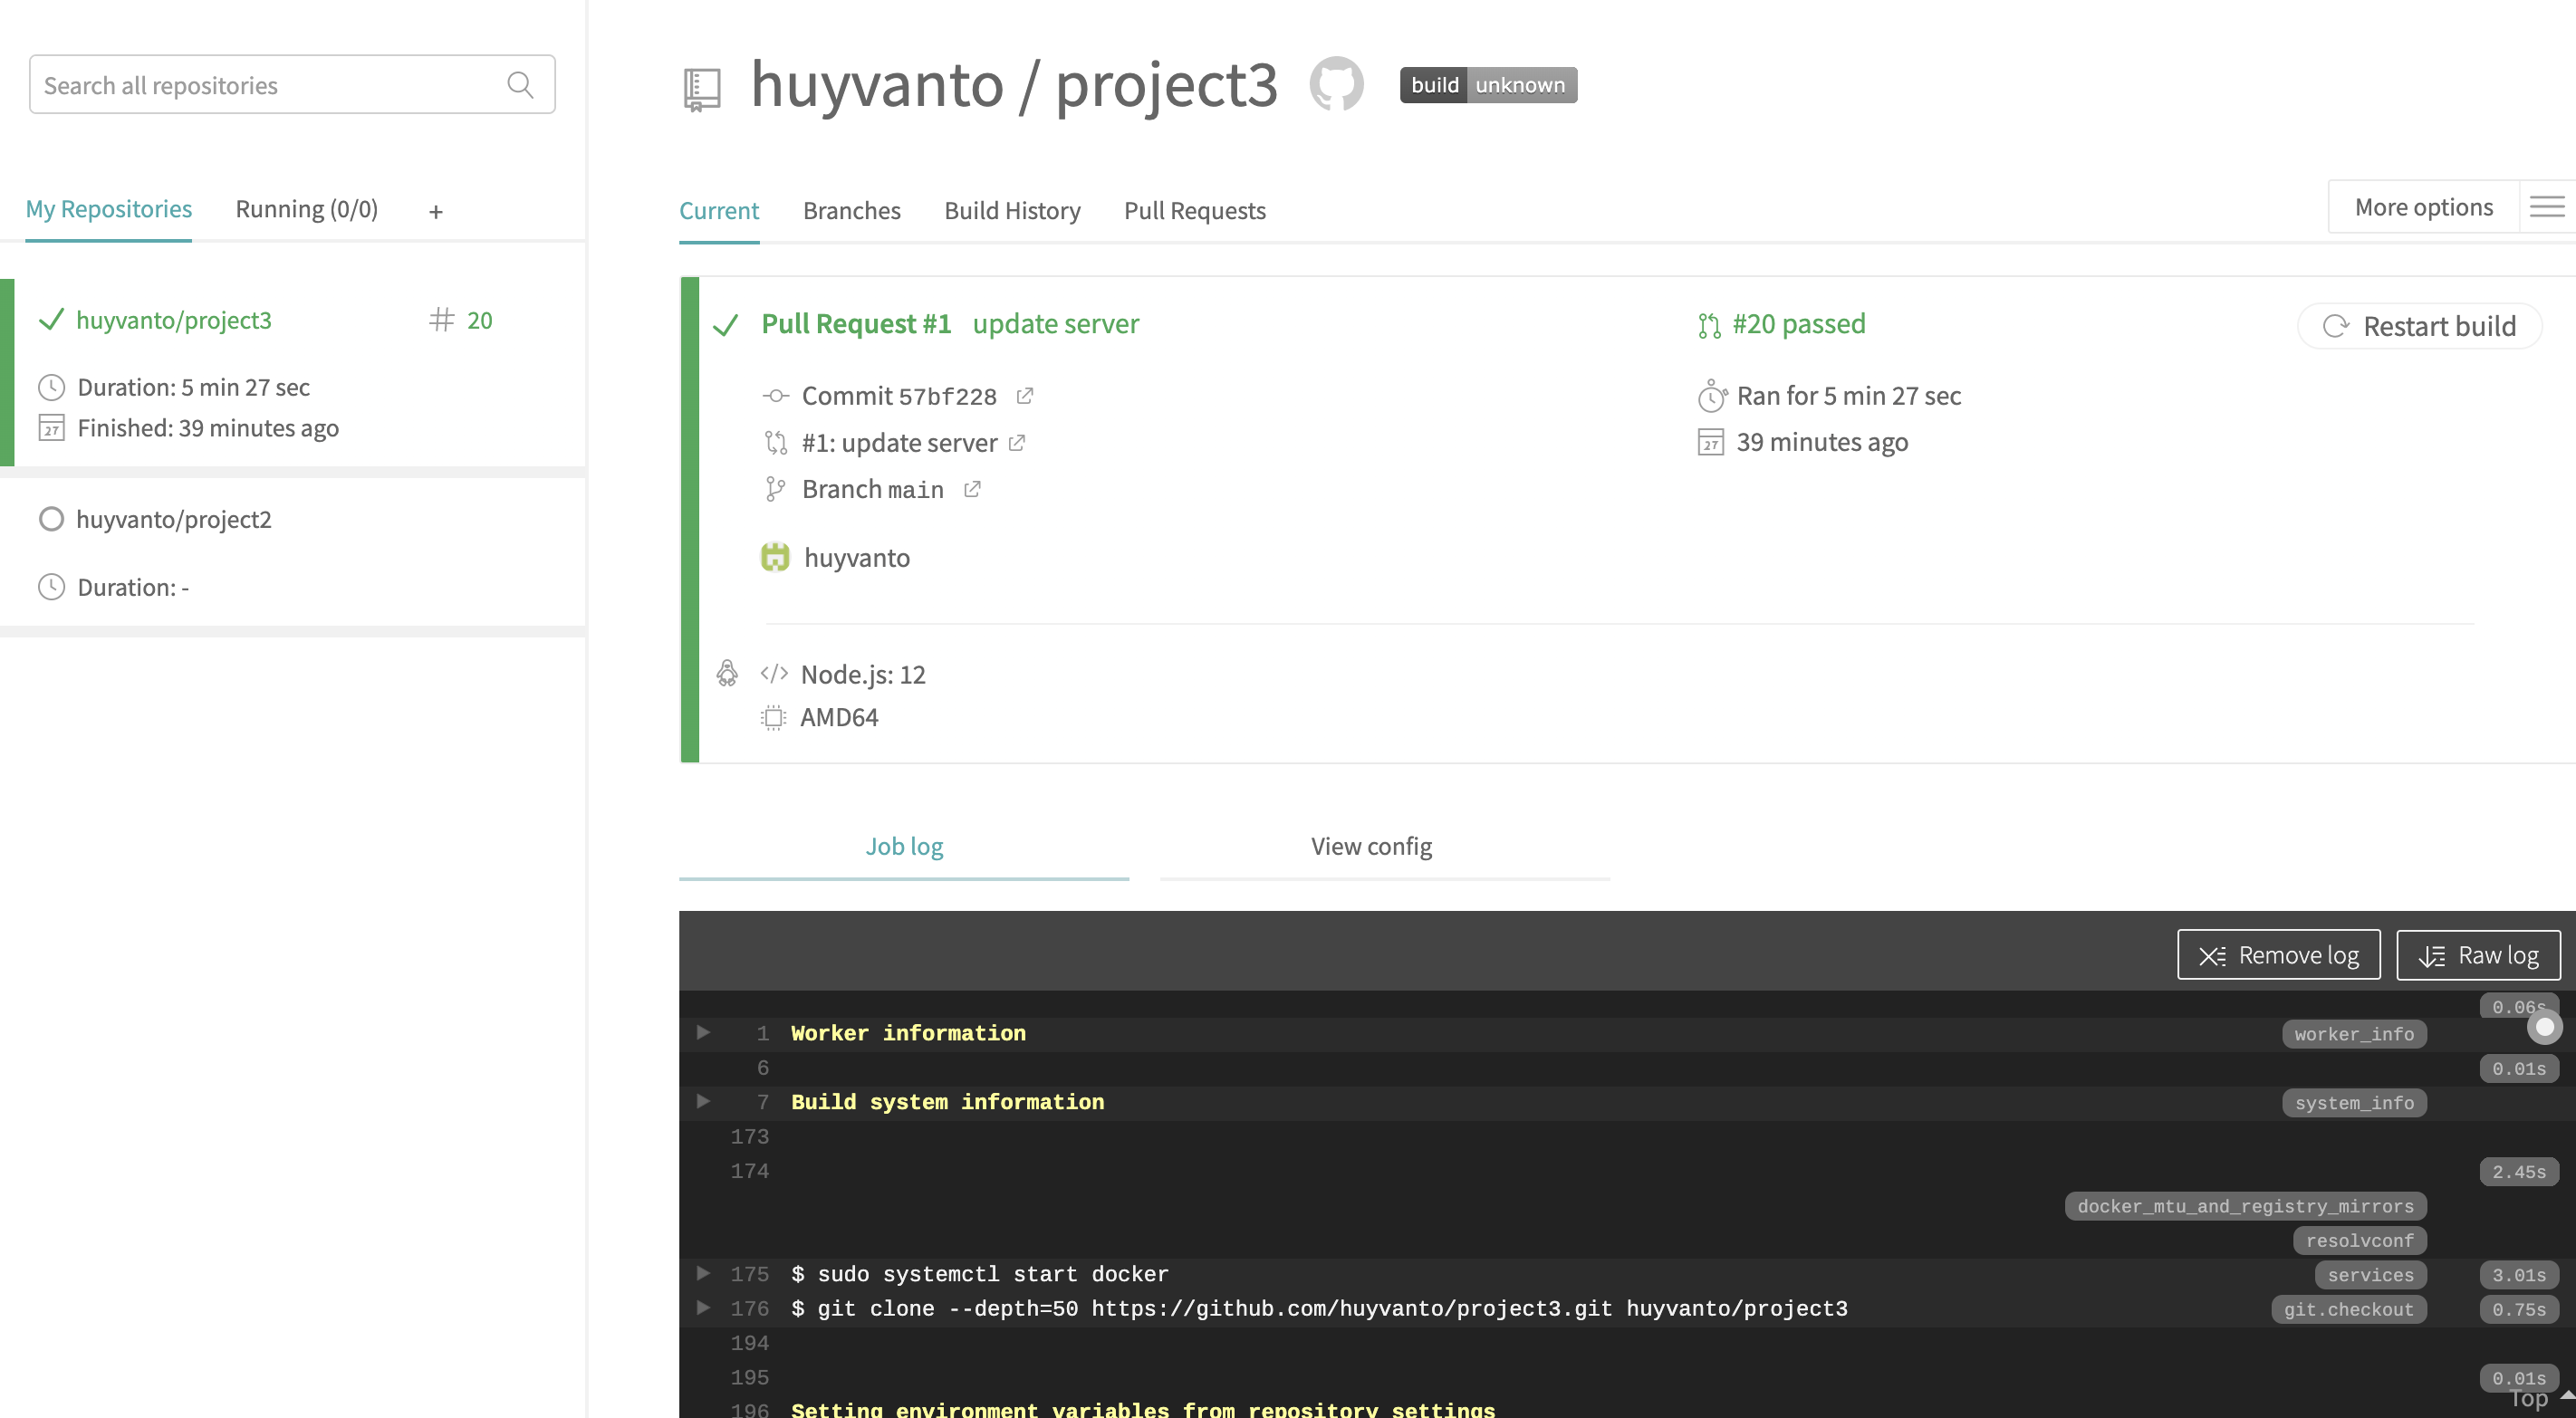 Search all repositories
My Repositories Running (0/0) +
huyvanto/project3 # 20
Duration: 5 min 27 sec
27 Finished: 39 minutes ago
huyvanto/project2
Duration: -
huyvanto / project3 build unknown
Current Branches Build History Pull Requests More options
Pull Request #1 update server #20 passed Restart build
Commit 57bf228 Ran for 5 min 27 sec
#1: update server 27 39 minutes ago
Branch main
huyvanto
</> Node.js: 12
AMD64
Job log View config
Remove log Raw log
0.06s
1 Worker information worker_info
6 0.01s
7 Build system information system_info
173
174 2.45s
docker_mtu_and_registry_mirrors
resolvconf
175 $ sudo systemctl start docker services 3.01s
176 $ git clone --depth=50 https://github.com/huyvanto/project3.git huyvanto/project3 git.checkout 0.75s
194
195 0.01s
Top
196 Setting environment variables from repository settings